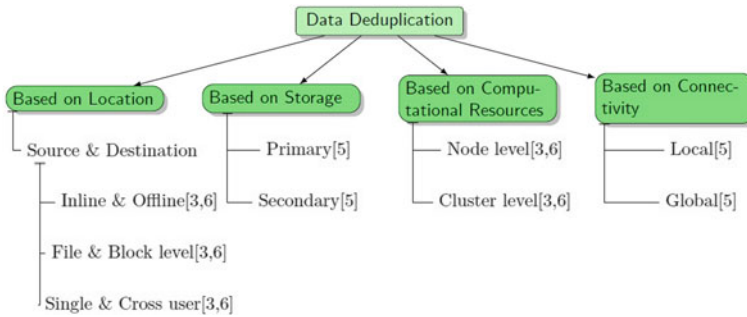 Data Deduplication
Based on Location
Based on Storage
Based on Compu-
tational Resources
Based on Connec-
tivity
Source & Destination
Primary[5]
Node level[3,6]
Local[5]
Inline & Offline[3,6]
Secondary[5]
Cluster level[3,6]
Global[5]
File & Block level[3,6]
Single & Cross user[3,6]